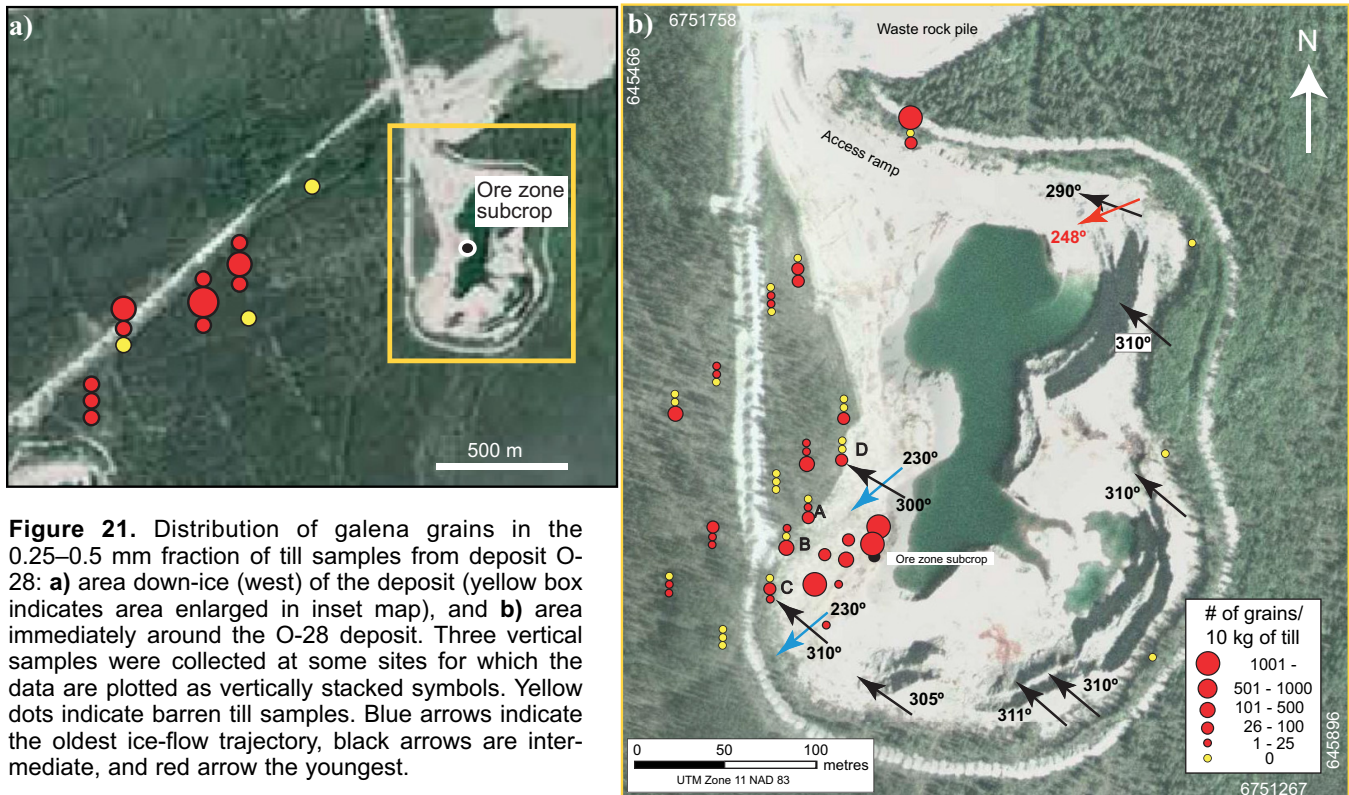 a)
Ore zone
subcrop
500 m
Figure 21. Distribution of galena grains in the
0.25–0.5 mm fraction of till samples from deposit O-
28: a) area down-ice (west) of the deposit (yellow box
indicates area enlarged in inset map), and b) area
immediately around the O-28 deposit. Three vertical
samples were collected at some sites for which the
data are plotted as vertically stacked symbols. Yellow
dots indicate barren till samples. Blue arrows indicate
the oldest ice-flow trajectory, black arrows are inter-
mediate, and red arrow the youngest.
b)
6751758
645466
Waste rock pile
N
Access ramp
290º
248º
310º
D
230º
300º
310º
A
B
Ore zone subcrop
C
230º
310º
305º
311º
310º
# of grains/
10 kg of till
1001 -
501 - 1000
101 - 500
26 - 100
1 - 25
0
0 50 100
metres
UTM Zone 11 NAD 83
645896
6751267